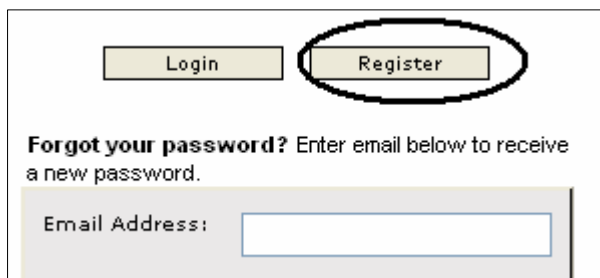 Login Register
Forgot your password? Enter email below to receive
a new password.
Email Address: